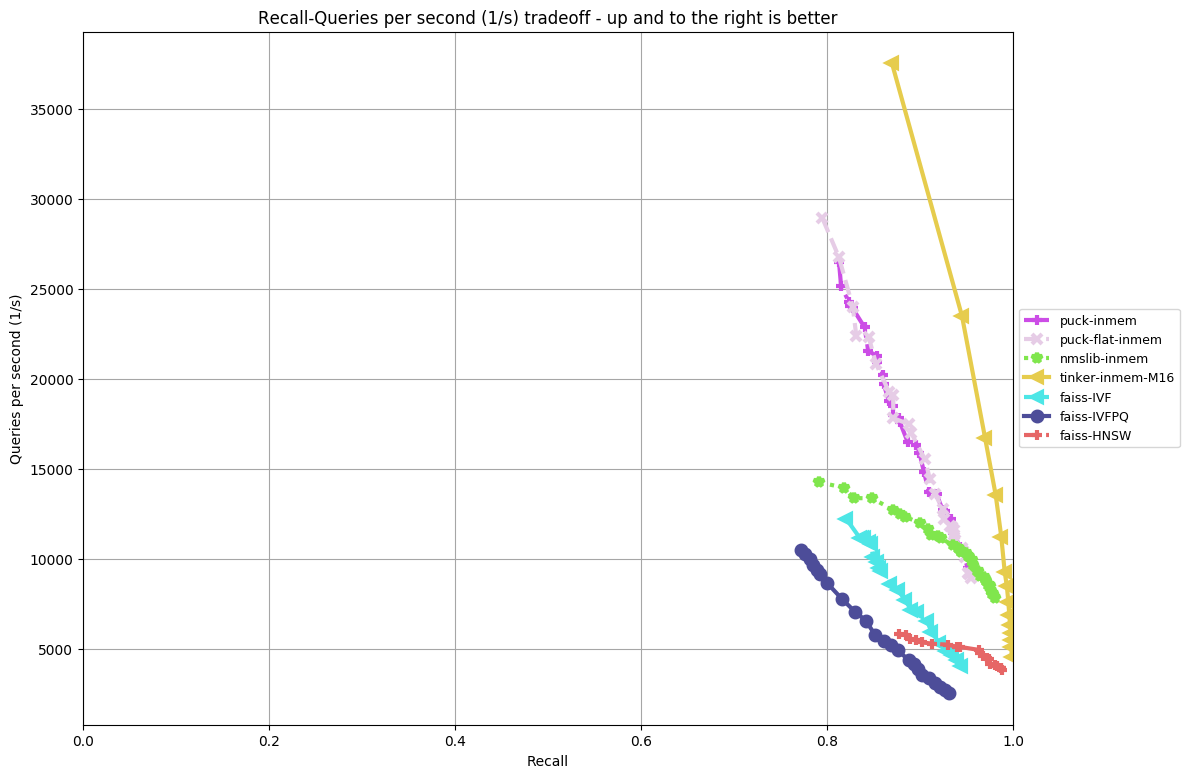 Recall-Queries per second (1/s) tradeoff - up and to the right is better
Queries per second (1/s)
35000
30000
25000
20000
15000
10000
5000
0.0
0.2
0.4
0.6
0.8
1.0
Recall
puck-inmem
puck-flat-inmem
nmslib-inmem
tinker-inmem-M16
faiss-IVF
faiss-IVFPQ
faiss-HNSW